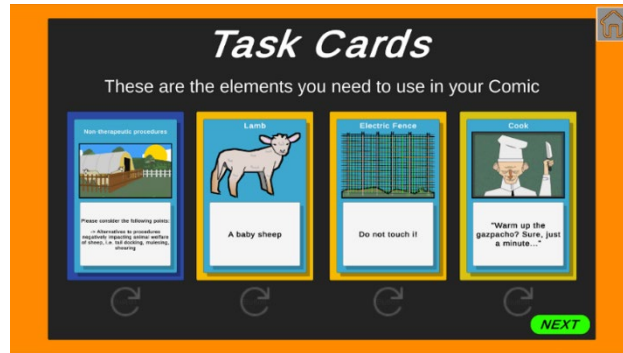 Task Cards
These are the elements you need to use in your Comic
Non-therapeutic procedures
Please consider the following points:
-> Alternatives to procedures
negatively impacting animal welfare
of sheep, i.e. tail docking, mulesing,
shearing
Lamb
A baby sheep
Electric Fence
Do not touch it
Cook
"Warm up the
gazpacho? Sure, just
a minute..."
NEXT